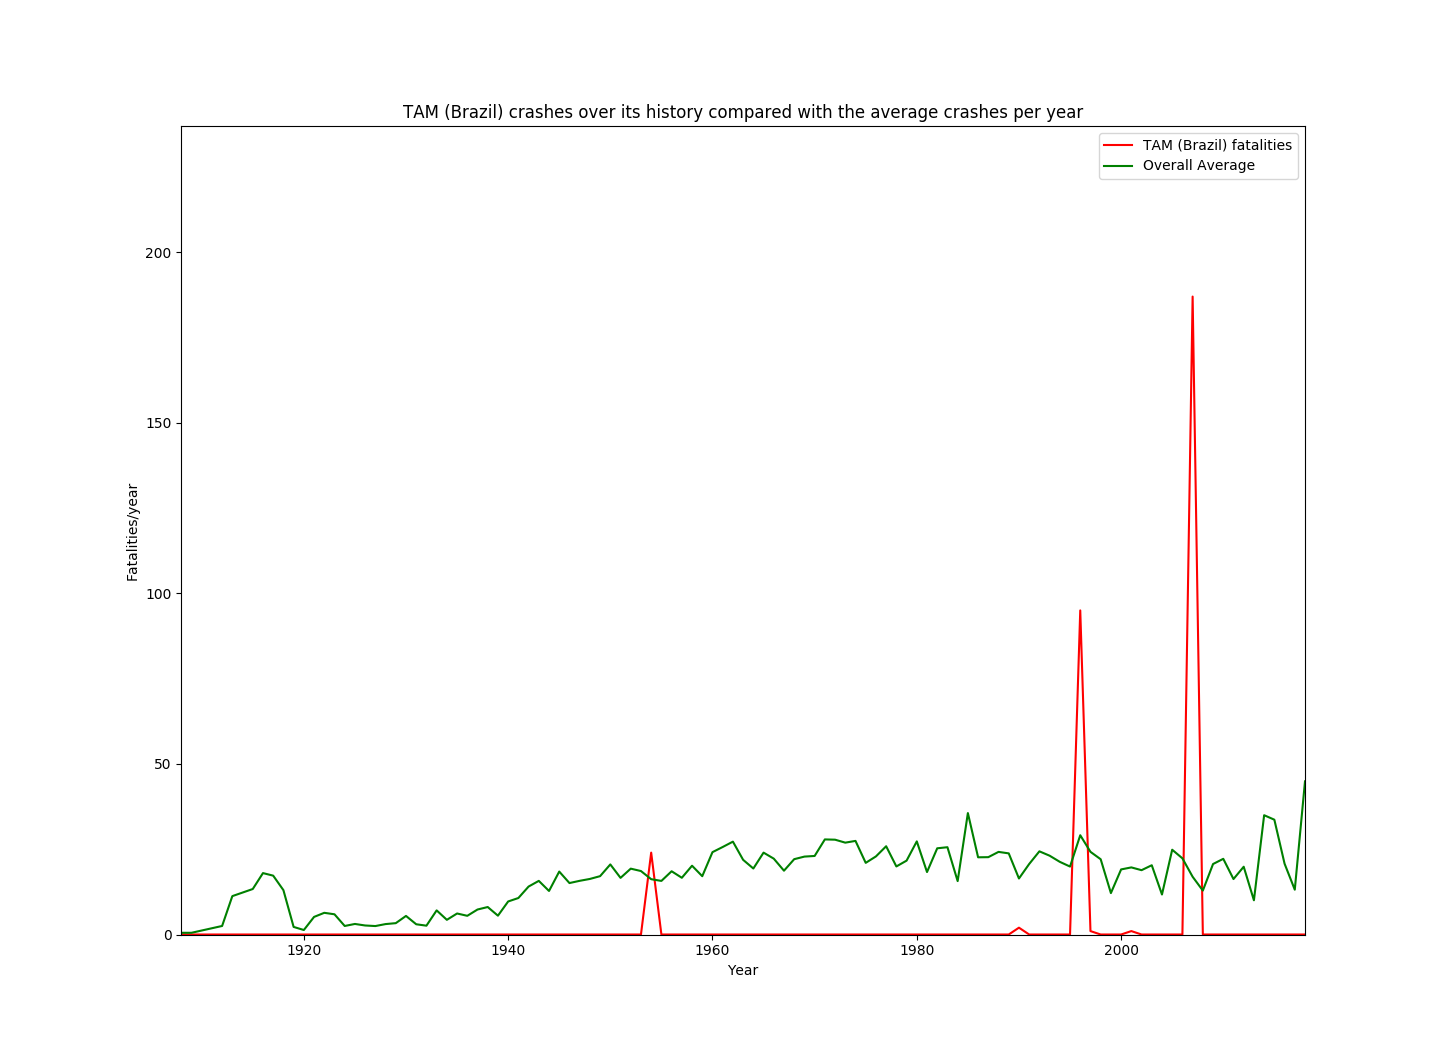 TAM (Brazil) crashes over its history compared with the average crashes per year
TAM (Brazil) fatalities
Overall Average
200
150
100
50
0
Fatalities/year
1920
1940
1960
1980
2000
Year